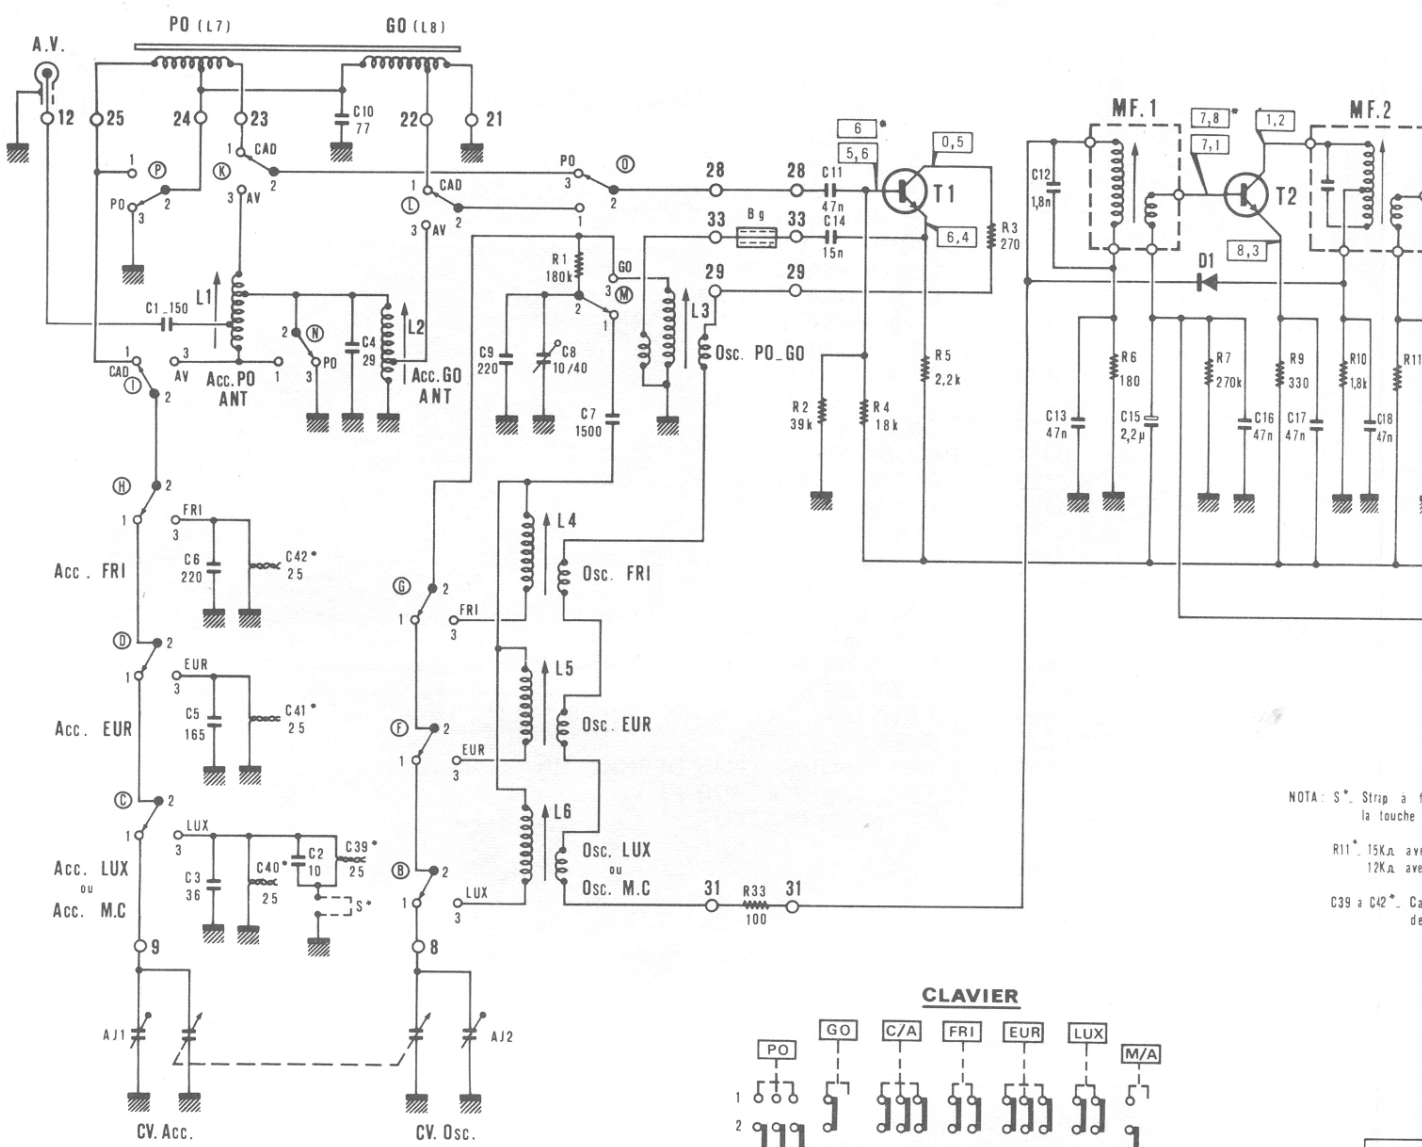 PO (L7)
GO (L8)
A.V.
12
25
24
23
C10
77
22
21
1
P
2
PO
3
1
CAD
K
2
3
AV
1
CAD
L
2
3
AV
PO
3
O
2
1
28
28
C11
47n
33
Bg
33
C14
15n
29
29
6 *
5,6
0,5
T1
6,4
R3
270
MF.1
7,8 *
7,1
1,2
MF.2
C12
1,8n
T2
8,3
D1
C1_150
L1
2
N
PO
3
C4
29
L2
1
CAD
I
2
3
AV
Acc.PO
ANT
1
Acc.GO
ANT
R1
180k
GO
3
M
2
1
L3
Osc. PO_GO
C9
220
C8
10/40
C7
1500
R5
2,2k
R2
39k
R4
18k
C13
47n
R6
180
C15
2,2µ
R7
270k
C16
47n
R9
330
C17
47n
R10
1,8k
C18
47n
R11
H
2
1
FRI
3
C6
220
C42*
25
Acc. FRI
L4
Osc. FRI
G
2
1
FRI
3
D
2
1
EUR
3
C5
165
C41*
25
Acc. EUR
L5
Osc. EUR
F
2
1
EUR
3
C
2
1
LUX
3
C3
36
C40*
25
C2
10
C39*
25
S*
Acc. LUX
ou
Acc. M.C
L6
Osc. LUX
ou
Osc. M.C
B
2
1
LUX
3
31
R33
100
31
9
8
AJ1
AJ2
CV. Acc.
CV. Osc.
NOTA: S*_ Strap à f
la touche
R11*_ 15KΩ ave
12KΩ ave
C39 a C42*_ Ca
de
CLAVIER
PO
GO
C/A
FRI
EUR
LUX
M/A
1
2